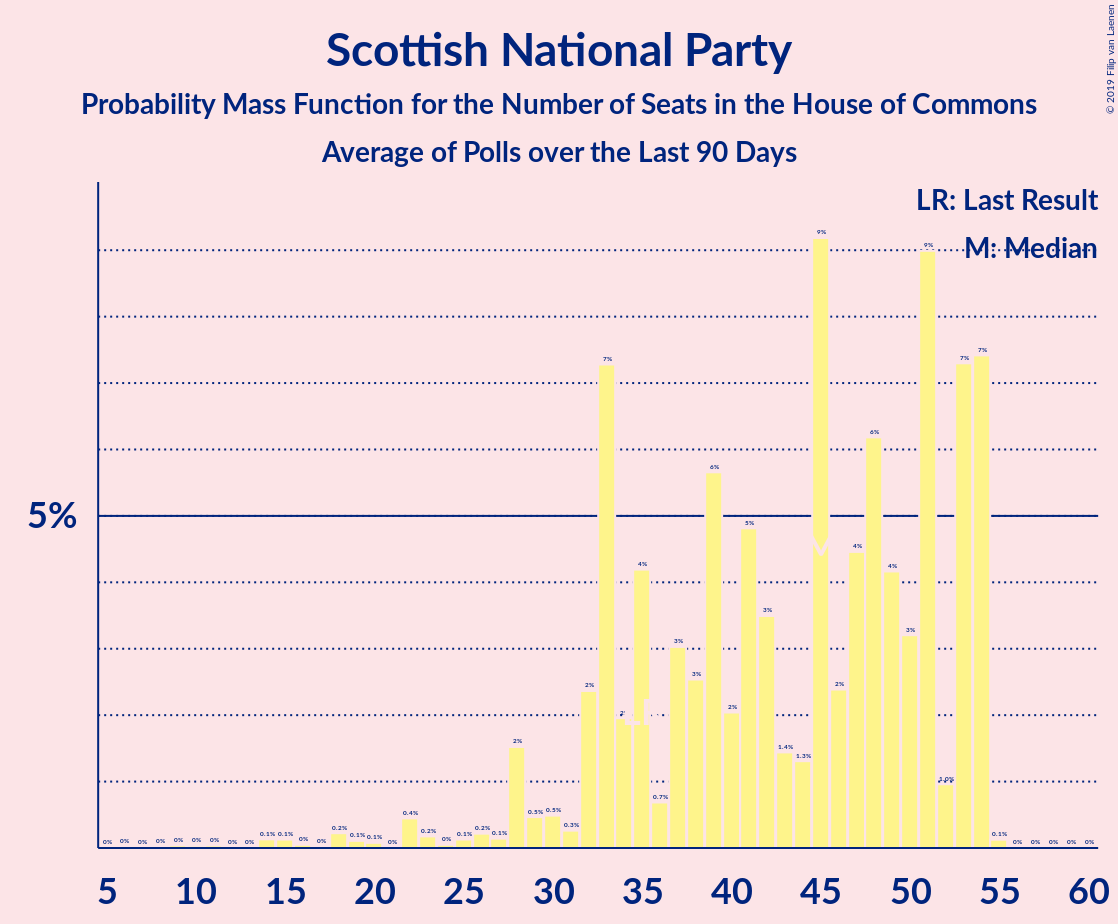 Scottish National Party
Probability Mass Function for the Number of Seats in the House of Commons
Average of Polls over the Last 90 Days
© 2019 Filip van Laenen
LR: Last Result
M: Median
5%
0% 0% 0% 0% 0% 0% 0% 0% 0% 0.1% 0.1% 0% 0% 0.2% 0.1% 0.1% 0% 0.4% 0.2% 0% 0.1% 0.2% 0.1% 2% 0.5% 0.5% 0.3% 2% 7% 2% 4% 0.7% 3% 3% 6% 2% 5% 3% 1.4% 1.3% 9% 2% 4% 6% 4% 3% 9% 1.0% 7% 7% 0.1% 0% 0% 0% 0% 0%
5 10 15 20 25 30 35 40 45 50 55 60